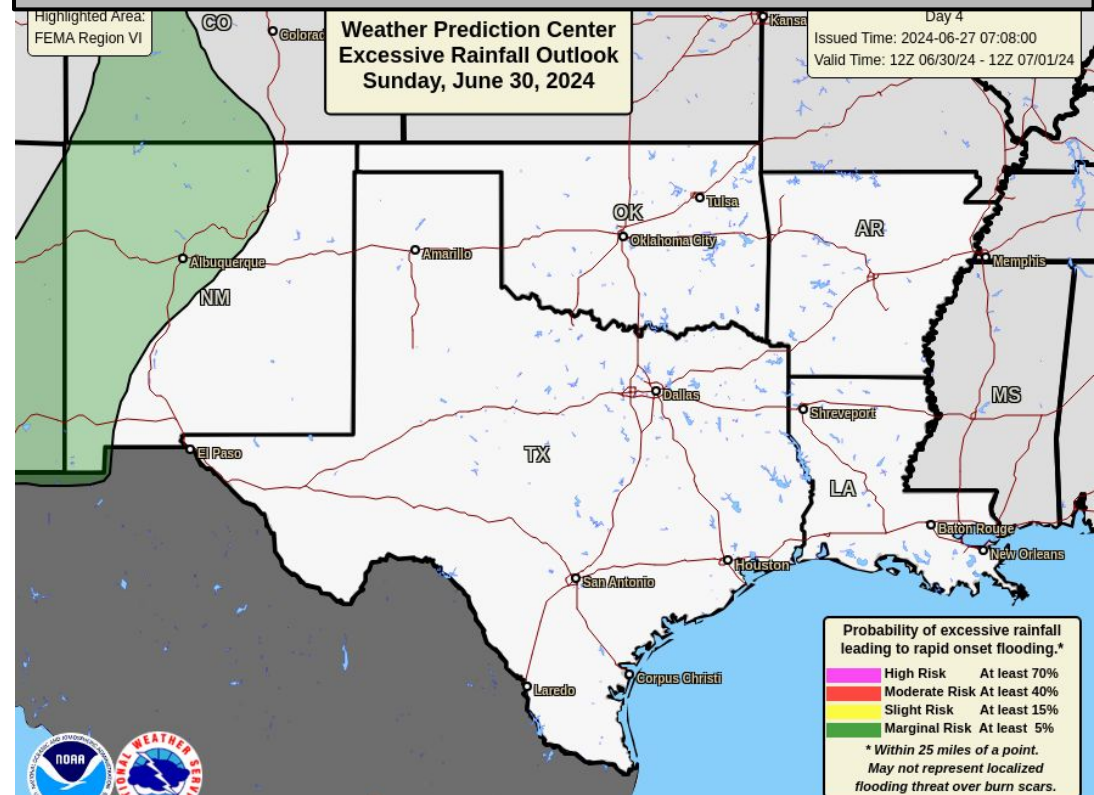 Highlighted Area:
FEMA Region VI
Weather Prediction Center
Excessive Rainfall Outlook
Sunday, June 30, 2024
Day 4
Issued Time: 2024-06-27 07:08:00
Valid Time: 12Z 06/30/24 - 12Z 07/01/24
CO
Colorad
Kansa
OK
Tulsa
Oklahoma City
AR
Amarillo
Albuquerque
Memphis
NM
Dallas
MS
Shreveport
El Paso
TX
LA
Baton Rouge
New Orleans
Houston
San Antonio
Corpus Christi
Laredo
Probability of excessive rainfall
leading to rapid onset flooding.*
High Risk At least 70%
Moderate Risk At least 40%
Slight Risk At least 15%
Marginal Risk At least 5%
* Within 25 miles of a point.
May not represent localized
flooding threat over burn scars.
NOAA
IONAL WEATHER SERV